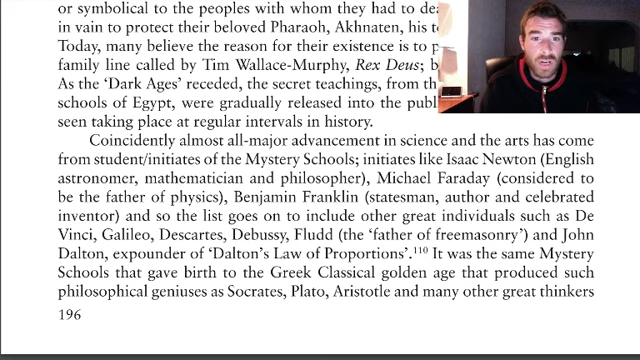 or symbolical to the peoples with whom they had to
in vain to protect their beloved Pharaoh, Akhnaten, his
Today, many believe the reason for their existence is to
family line called by Tim Wallace-Murphy, Rex Deus;
As the ‘Dark Ages’ receded, the secret teachings, from
schools of Egypt, were gradually released into the
seen taking place at regular intervals in history.
Coincidently almost all-major advancement in science and the arts has come
from student/initiates of the Mystery Schools; initiates like Isaac Newton (English
astronomer, mathematician and philosopher), Michael Faraday (considered to
be the father of physics), Benjamin Franklin (statesman, author and celebrated
inventor) and so the list goes on to include other great individuals such as De
Vinci, Galileo, Descartes, Debussy, Fludd (the ‘father of freemasonry’) and John
Dalton, expounder of ‘Dalton’s Law of Proportions’.¹¹⁰ It was the same Mystery
Schools that gave birth to the Greek Classical golden age that produced such
philosophical geniuses as Socrates, Plato, Aristotle and many other great thinkers
196